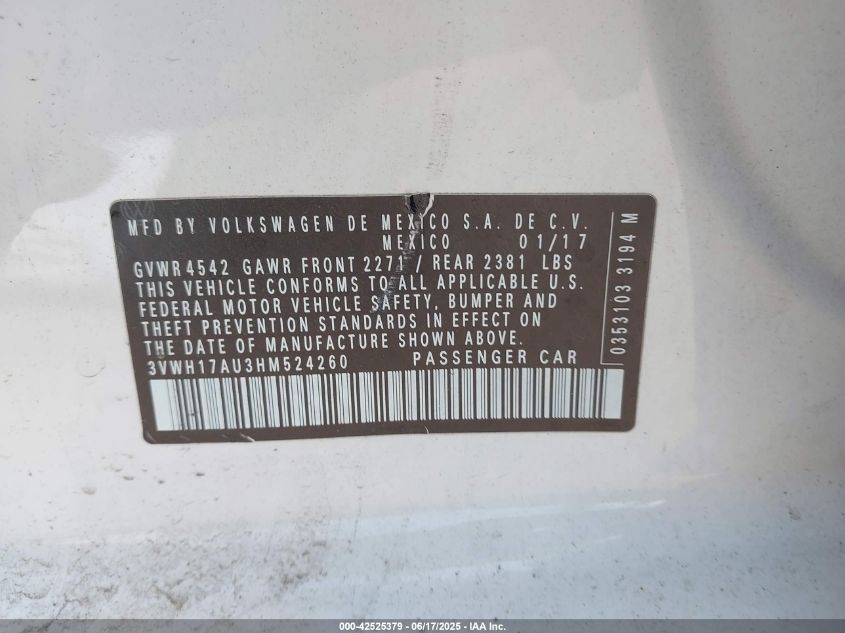 MFD BY VOLKSWAGEN DE MEXICO S.A. DE C.V.
MEXICO 01/17
GVWR 4542 GAWR FRONT 2271 / REAR 2381 LBS
THIS VEHICLE CONFORMS TO ALL APPLICABLE U.S.
FEDERAL MOTOR VEHICLE SAFETY, BUMPER AND
THEFT PREVENTION STANDARDS IN EFFECT ON
THE DATE OF MANUFACTURE SHOWN ABOVE.
3VWH17AU3HM524260 PASSENGER CAR
0353103 3194 M
000-42525379 - 06/17/2025 - IAA Inc.